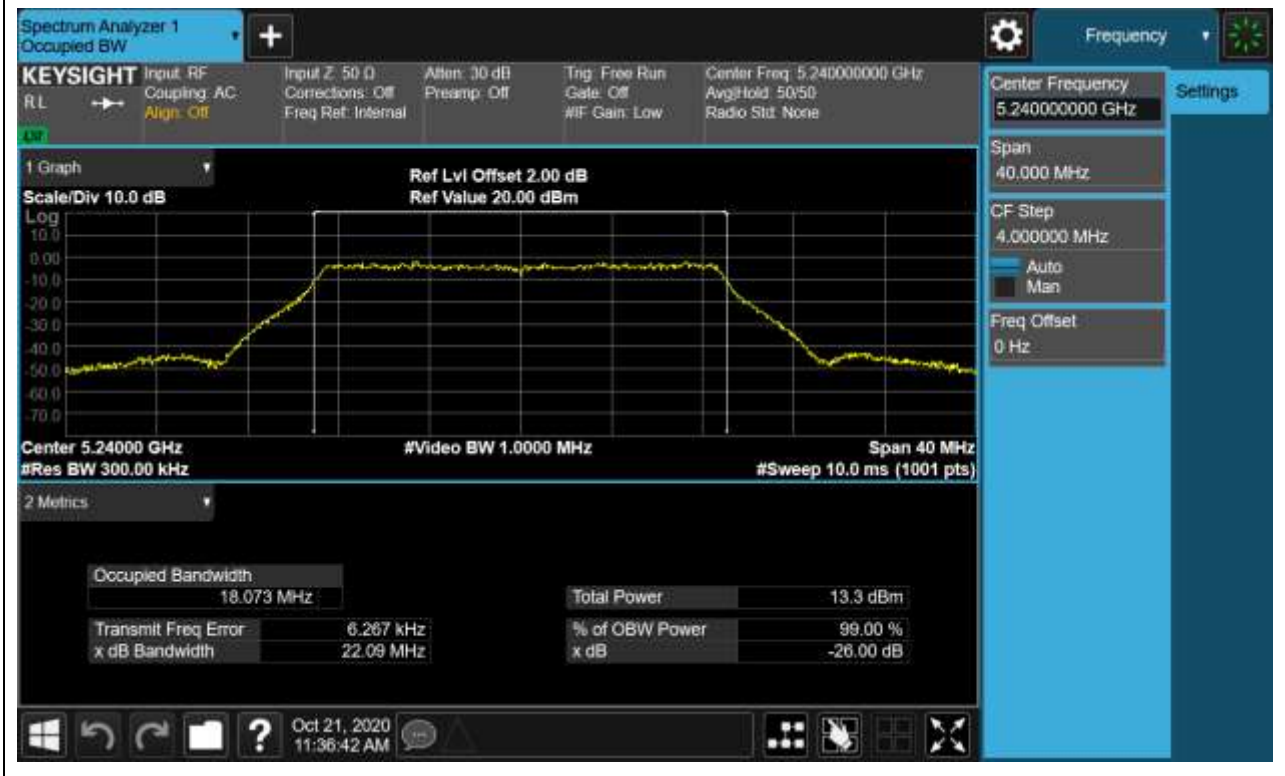 Spectrum Analyzer 1
Occupied BW
Frequency
KEYSIGHT
RL
LXI
Input: RF
Coupling: AC
Align: Off
Input Z: 50 Ω
Corrections: Off
Freq Ref: Internal
Atten: 30 dB
Preamp: Off
Trig: Free Run
Gate: Off
#IF Gain: Low
Center Freq: 5.240000000 GHz
Avg|Hold: 50/50
Radio Std: None
Center Frequency
5.240000000 GHz
Settings
Span
40.000 MHz
CF Step
4.000000 MHz
Auto
Man
Freq Offset
0 Hz
1 Graph
Scale/Div 10.0 dB
Ref Lvl Offset 2.00 dB
Ref Value 20.00 dBm
Log
10.0
0.00
-10.0
-20.0
-30.0
-40.0
-50.0
-60.0
-70.0
Center 5.24000 GHz
#Video BW 1.0000 MHz
Span 40 MHz
#Res BW 300.00 kHz
#Sweep 10.0 ms (1001 pts)
2 Metrics
Occupied Bandwidth
18.073 MHz
Total Power 13.3 dBm
Transmit Freq Error 6.267 kHz
% of OBW Power 99.00 %
x dB Bandwidth 22.09 MHz
x dB -26.00 dB
?
Oct 21, 2020
11:36:42 AM